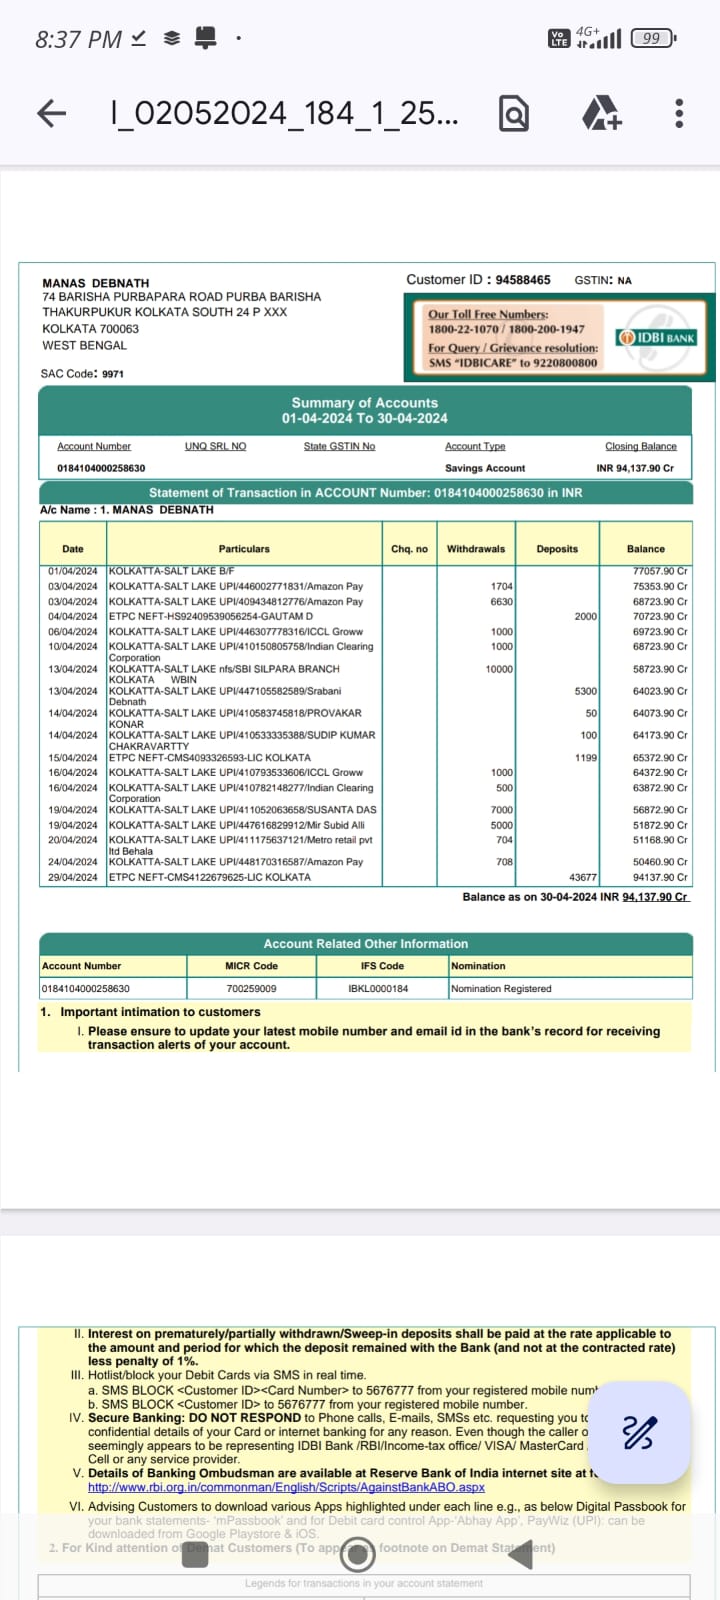 8:37 PM
Vo LTE 4G+ 99
I_02052024_184_1_25...
MANAS DEBNATH
74 BARISHA PURBAPARA ROAD PURBA BARISHA
THAKURPUKUR KOLKATA SOUTH 24 P XXX
KOLKATA 700063
WEST BENGAL
SAC Code: 9971
Customer ID : 94588465 GSTIN: NA
Our Toll Free Numbers:
1800-22-1070 / 1800-200-1947
For Query / Grievance resolution:
SMS "IDBICARE" to 9220800800
IDBI BANK
Summary of Accounts
01-04-2024 To 30-04-2024
Account Number UNQ SRL NO State GSTIN No Account Type Closing Balance
0184104000258630 Savings Account INR 94,137.90 Cr
Statement of Transaction in ACCOUNT Number: 0184104000258630 in INR
A/c Name : 1. MANAS DEBNATH
Date Particulars Chq. no Withdrawals Deposits Balance
01/04/2024 KOLKATTA-SALT LAKE B/F 77057.90 Cr
03/04/2024 KOLKATTA-SALT LAKE UPI/446002771831/Amazon Pay 1704 75353.90 Cr
03/04/2024 KOLKATTA-SALT LAKE UPI/409434812776/Amazon Pay 6630 68723.90 Cr
04/04/2024 ETPC NEFT-HS92409539056254-GAUTAM D 2000 70723.90 Cr
06/04/2024 KOLKATTA-SALT LAKE UPI/446307778316/ICCL Groww 1000 69723.90 Cr
10/04/2024 KOLKATTA-SALT LAKE UPI/410150805758/Indian Clearing 1000 68723.90 Cr
Corporation
13/04/2024 KOLKATTA-SALT LAKE nfs/SBI SILPARA BRANCH 10000 58723.90 Cr
KOLKATA WBIN
13/04/2024 KOLKATTA-SALT LAKE UPI/447105582589/Srabani 5300 64023.90 Cr
Debnath
14/04/2024 KOLKATTA-SALT LAKE UPI/410583745818/PROVAKAR 50 64073.90 Cr
KONAR
14/04/2024 KOLKATTA-SALT LAKE UPI/410533335388/SUDIP KUMAR 100 64173.90 Cr
CHAKRAVARTTY
15/04/2024 ETPC NEFT-CMS4093326593-LIC KOLKATA 1199 65372.90 Cr
16/04/2024 KOLKATTA-SALT LAKE UPI/410793533606/ICCL Groww 1000 64372.90 Cr
16/04/2024 KOLKATTA-SALT LAKE UPI/410782148277/Indian Clearing 500 63872.90 Cr
Corporation
19/04/2024 KOLKATTA-SALT LAKE UPI/411052063658/SUSANTA DAS 7000 56872.90 Cr
19/04/2024 KOLKATTA-SALT LAKE UPI/447616829912/Mir Subid Alli 5000 51872.90 Cr
20/04/2024 KOLKATTA-SALT LAKE UPI/411175637121/Metro retail pvt 704 51168.90 Cr
ltd Behala
24/04/2024 KOLKATTA-SALT LAKE UPI/448170316587/Amazon Pay 708 50460.90 Cr
29/04/2024 ETPC NEFT-CMS4122679625-LIC KOLKATA 43677 94137.90 Cr
Balance as on 30-04-2024 INR 94,137.90 Cr
Account Related Other Information
Account Number MICR Code IFS Code Nomination
0184104000258630 700259009 IBKL0000184 Nomination Registered
1. Important intimation to customers
I. Please ensure to update your latest mobile number and email id in the bank's record for receiving
transaction alerts of your account.
II. Interest on prematurely/partially withdrawn/Sweep-in deposits shall be paid at the rate applicable to
the amount and period for which the deposit remained with the Bank (and not at the contracted rate)
less penalty of 1%.
III. Hotlist/block your Debit Cards via SMS in real time.
a. SMS BLOCK <Customer ID><Card Number> to 5676777 from your registered mobile
b. SMS BLOCK <Customer ID> to 5676777 from your registered mobile number.
IV. Secure Banking: DO NOT RESPOND to Phone calls, E-mails, SMSs etc. requesting you
confidential details of your Card or internet banking for any reason. Even though the caller
seemingly appears to be representing IDBI Bank /RBI/Income-tax office/ VISA/ MasterCard
Cell or any service provider.
V. Details of Banking Ombudsman are available at Reserve Bank of India internet site at
http://www.rbi.org.in/commonman/English/Scripts/AgainstBankABO.aspx
VI. Advising Customers to download various Apps highlighted under each line e.g., as below Digital Passbook for
your bank statements- 'mPassbook' and for Debit card control App-'Abhay App', PayWiz (UPI): can be
downloaded from Google Playstore & iOS.
2. For Kind attention of Demat Customers (To appear footnote on Demat Statement)
Legends for transactions in your account statement